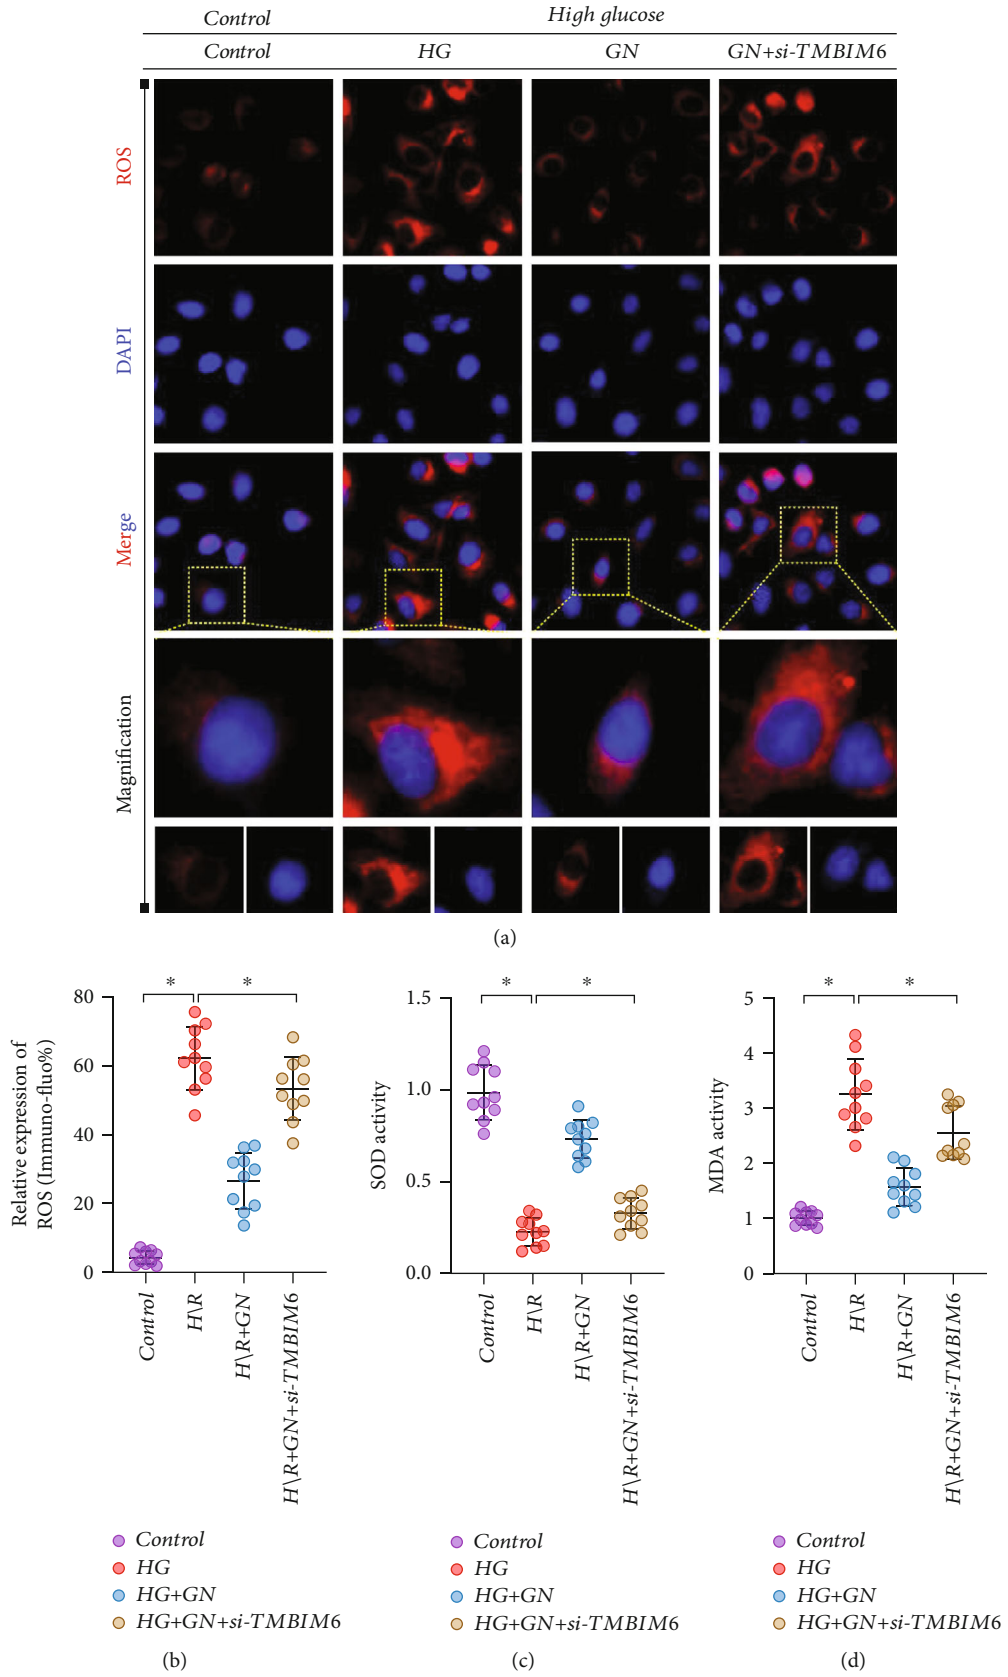 Control
High glucose
Control
HG
GN
GN+si-TMBIM6
ROS
DAPI
Merge
Magnification
(a)
Relative expression of
ROS (Immuno-fluo%)
80
60
40
20
0
*
*
Control
H\R
H\R+GN
H\R+GN+si-TMBIM6
Control
HG
HG+GN
HG+GN+si-TMBIM6
(b)
SOD activity
1.5
1.0
0.5
0.0
*
*
Control
H\R
H\R+GN
H\R+GN+si-TMBIM6
Control
HG
HG+GN
HG+GN+si-TMBIM6
(c)
MDA activity
5
4
3
2
1
0
*
*
Control
H\R
H\R+GN
H\R+GN+si-TMBIM6
Control
HG
HG+GN
HG+GN+si-TMBIM6
(d)